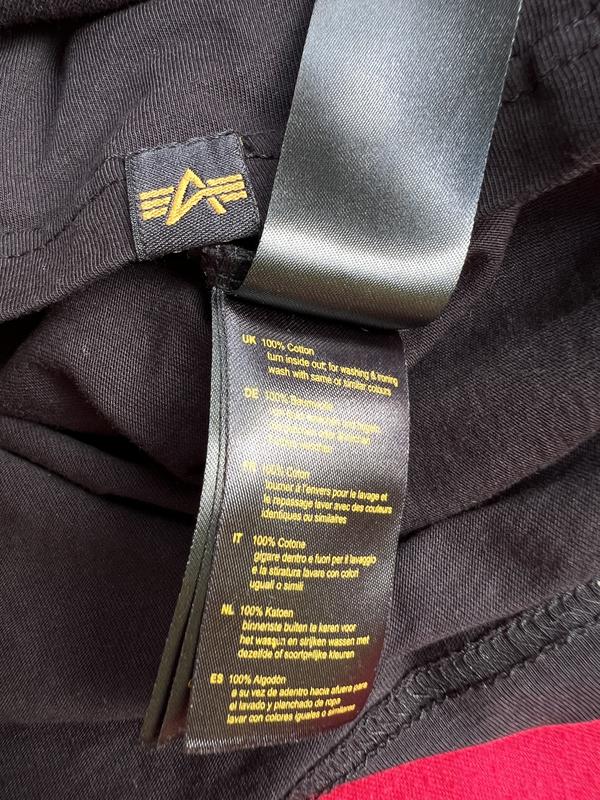 UK 100% Cotton
turn inside out; for washing & ironing
wash with same or similar colours
DE 100%
100% Coton
tourner à l'envers pour le lavage et
le repassage laver avec des couleurs
identiques ou similaires
IT 100% Cotone
girare dentro e fuori per il lavaggio
e la stiratura lavare con colori
uguali o simili
NL 100% Katoen
binnenste buiten te keren voor
het wassen en strijken wassen met
dezelfde of soortgelijke kleuren
ES 100% Algodón
a su vez de adentro hacia afuera para
el lavado y planchado de ropa
lavar con colores iguales o similares